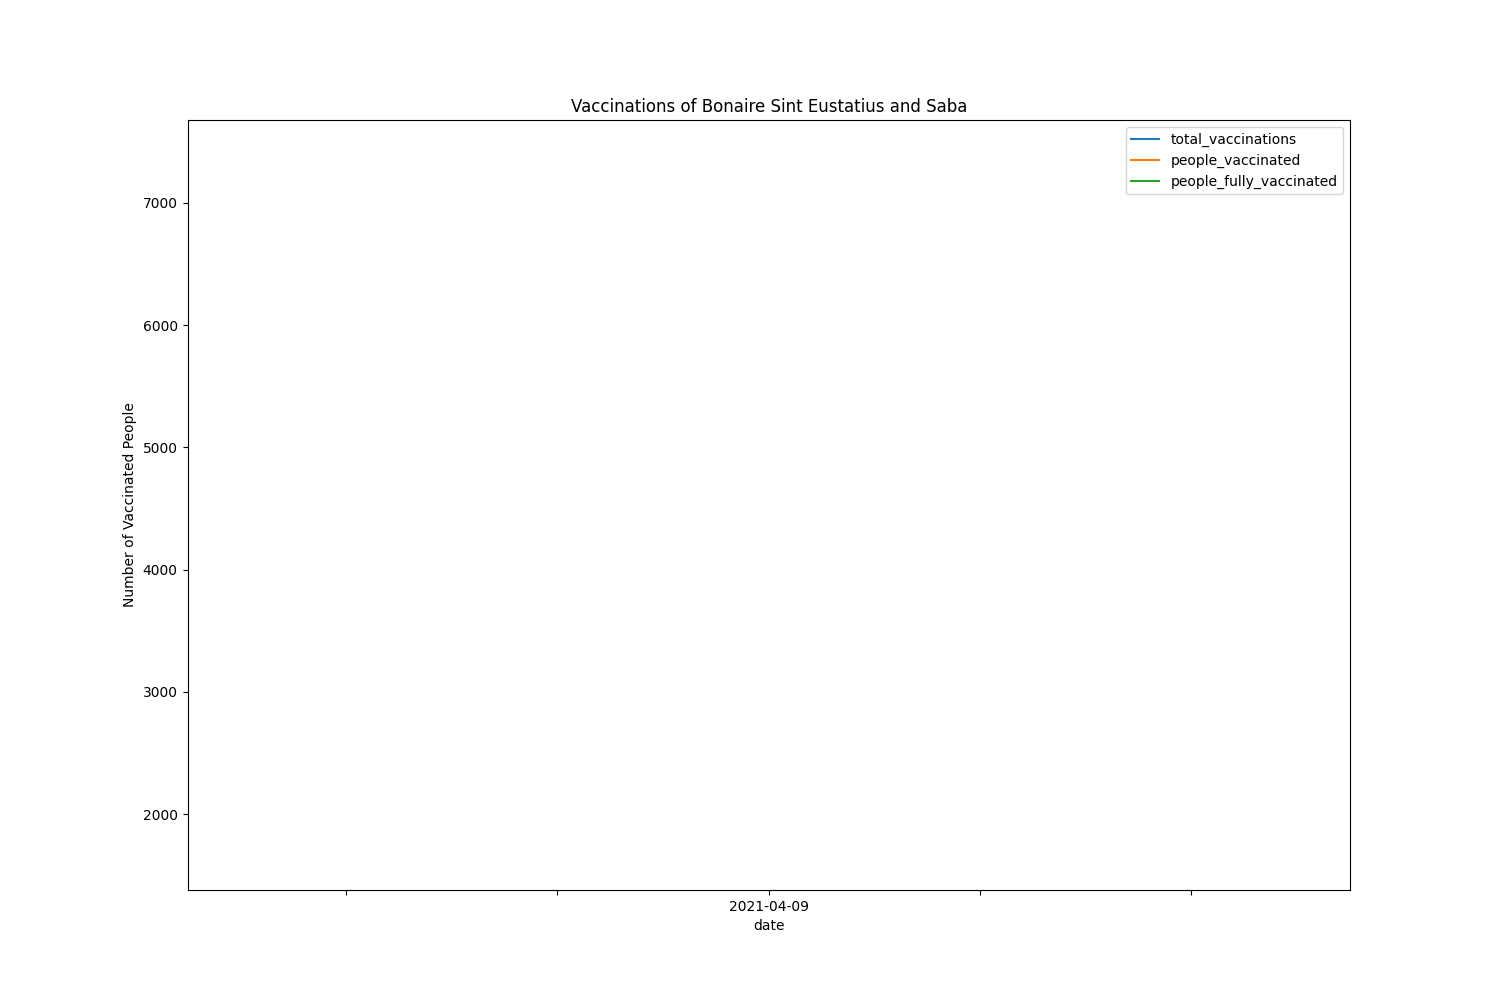 Vaccinations of Bonaire Sint Eustatius and Saba
total_vaccinations
people_vaccinated
people_fully_vaccinated
7000
6000
5000
4000
3000
2000
Number of Vaccinated People
2021-04-09
date